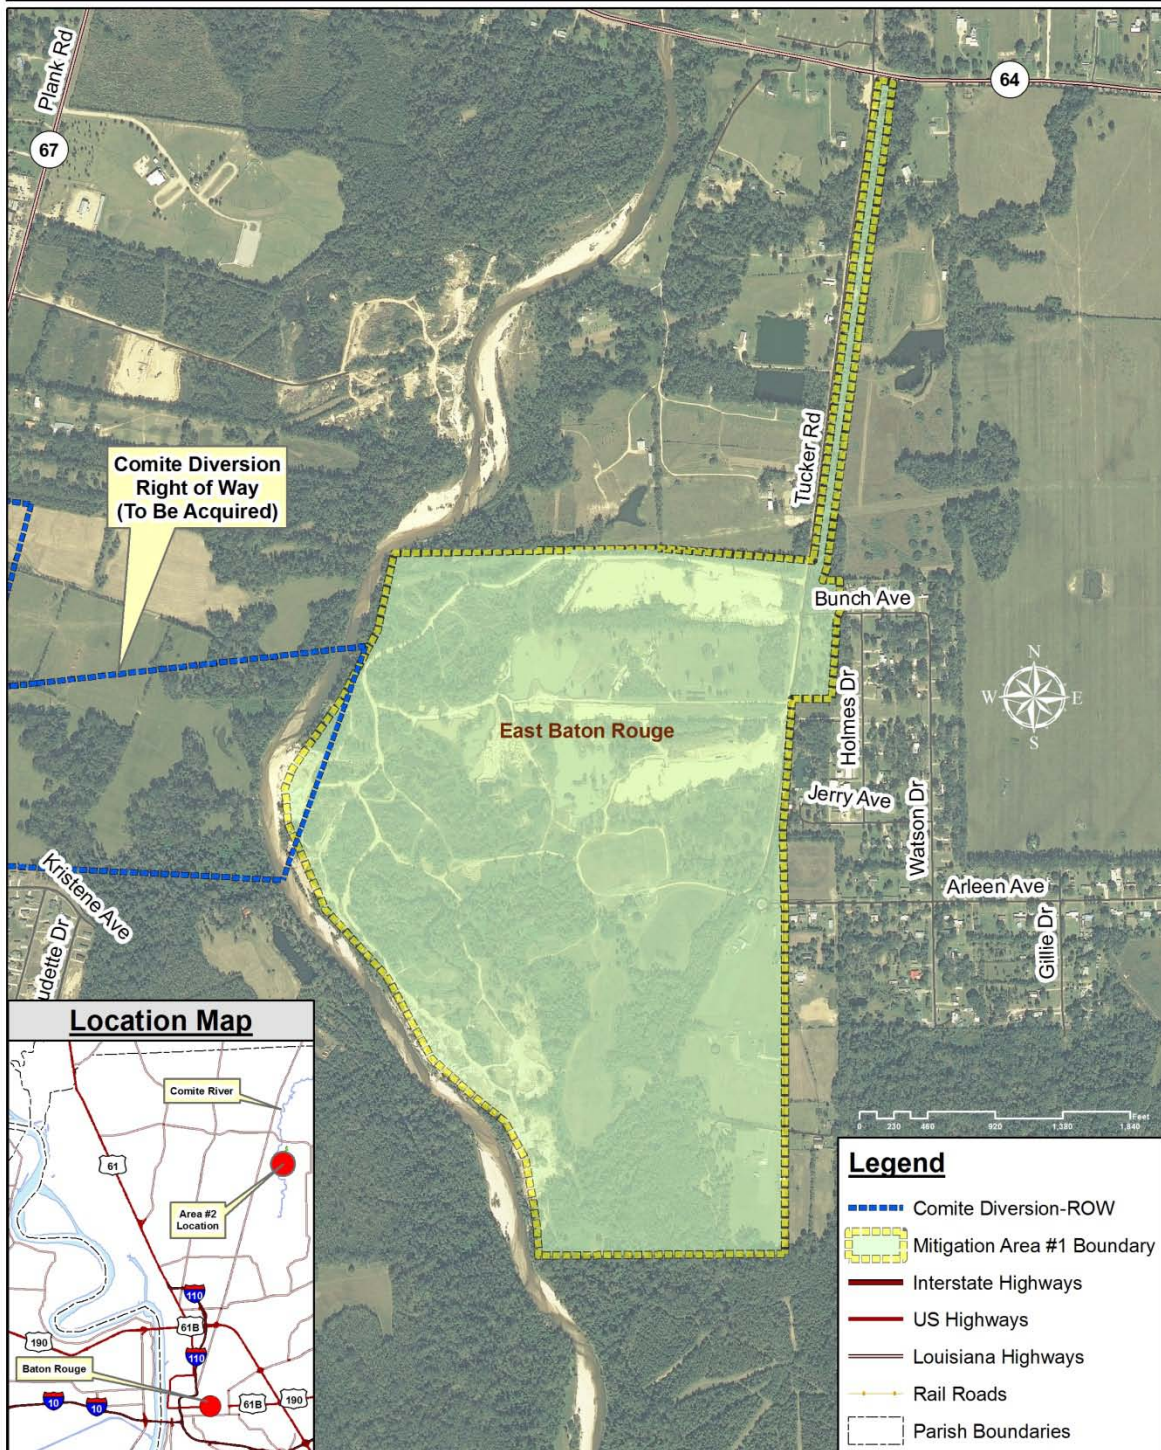 Plank Rd
67
64
Tucker Rd
Comite Diversion
Right of Way
(To Be Acquired)
Bunch Ave
East Baton Rouge
Holmes Dr
Jerry Ave
Watson Dr
Arleen Ave
Gillie Dr
Kristene Ave
udette Dr
N
W
E
S
0 230 460 920 1,380 1,840
Feet
Location Map
Comite River
61
Area #2
Location
110
61B
190
110
Baton Rouge
10
10
61B
190
Legend
Comite Diversion-ROW
Mitigation Area #1 Boundary
Interstate Highways
US Highways
Louisiana Highways
Rail Roads
Parish Boundaries